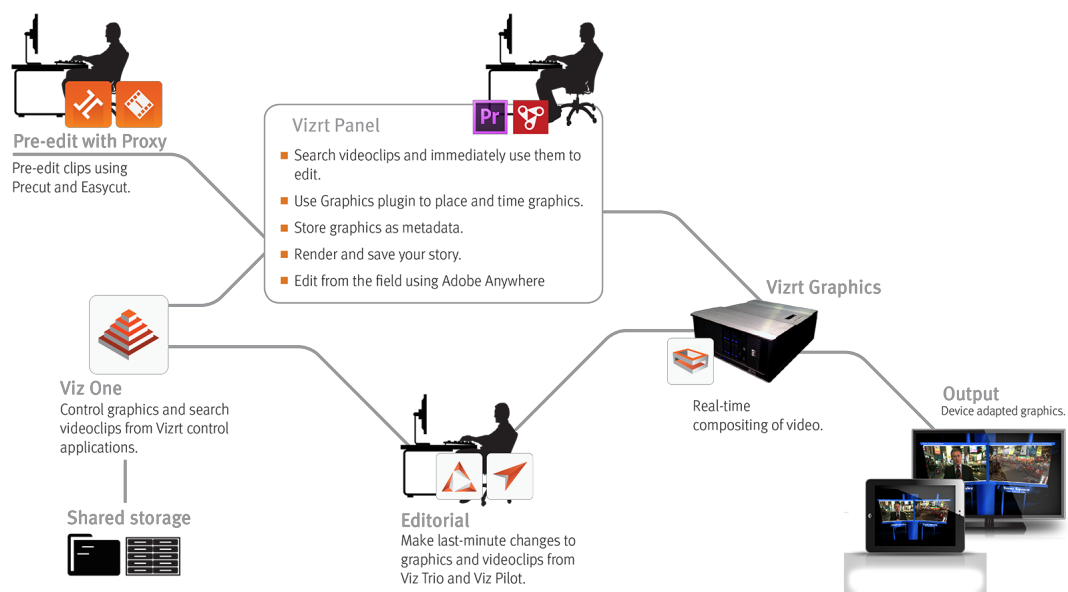 Pre-edit with Proxy
Pre-edit clips using
Precut and Easycut.
Vizrt Panel
Pr
Search videoclips and immediately use them to
edit.
Use Graphics plugin to place and time graphics.
Store graphics as metadata.
Render and save your story.
Edit from the field using Adobe Anywhere
Viz One
Control graphics and search
videoclips from Vizrt control
applications.
Shared storage
Editorial
Make last-minute changes to
graphics and videoclips from
Viz Trio and Viz Pilot.
Vizrt Graphics
Real-time
compositing of video.
Output
Device adapted graphics.